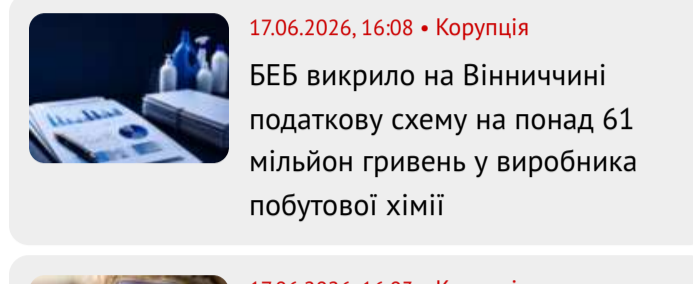 17.06.2026, 16:08 • Корупція
БЕБ викрило на Вінниччині
податкову схему на понад 61
мільйон гривень у виробника
побутової хімії